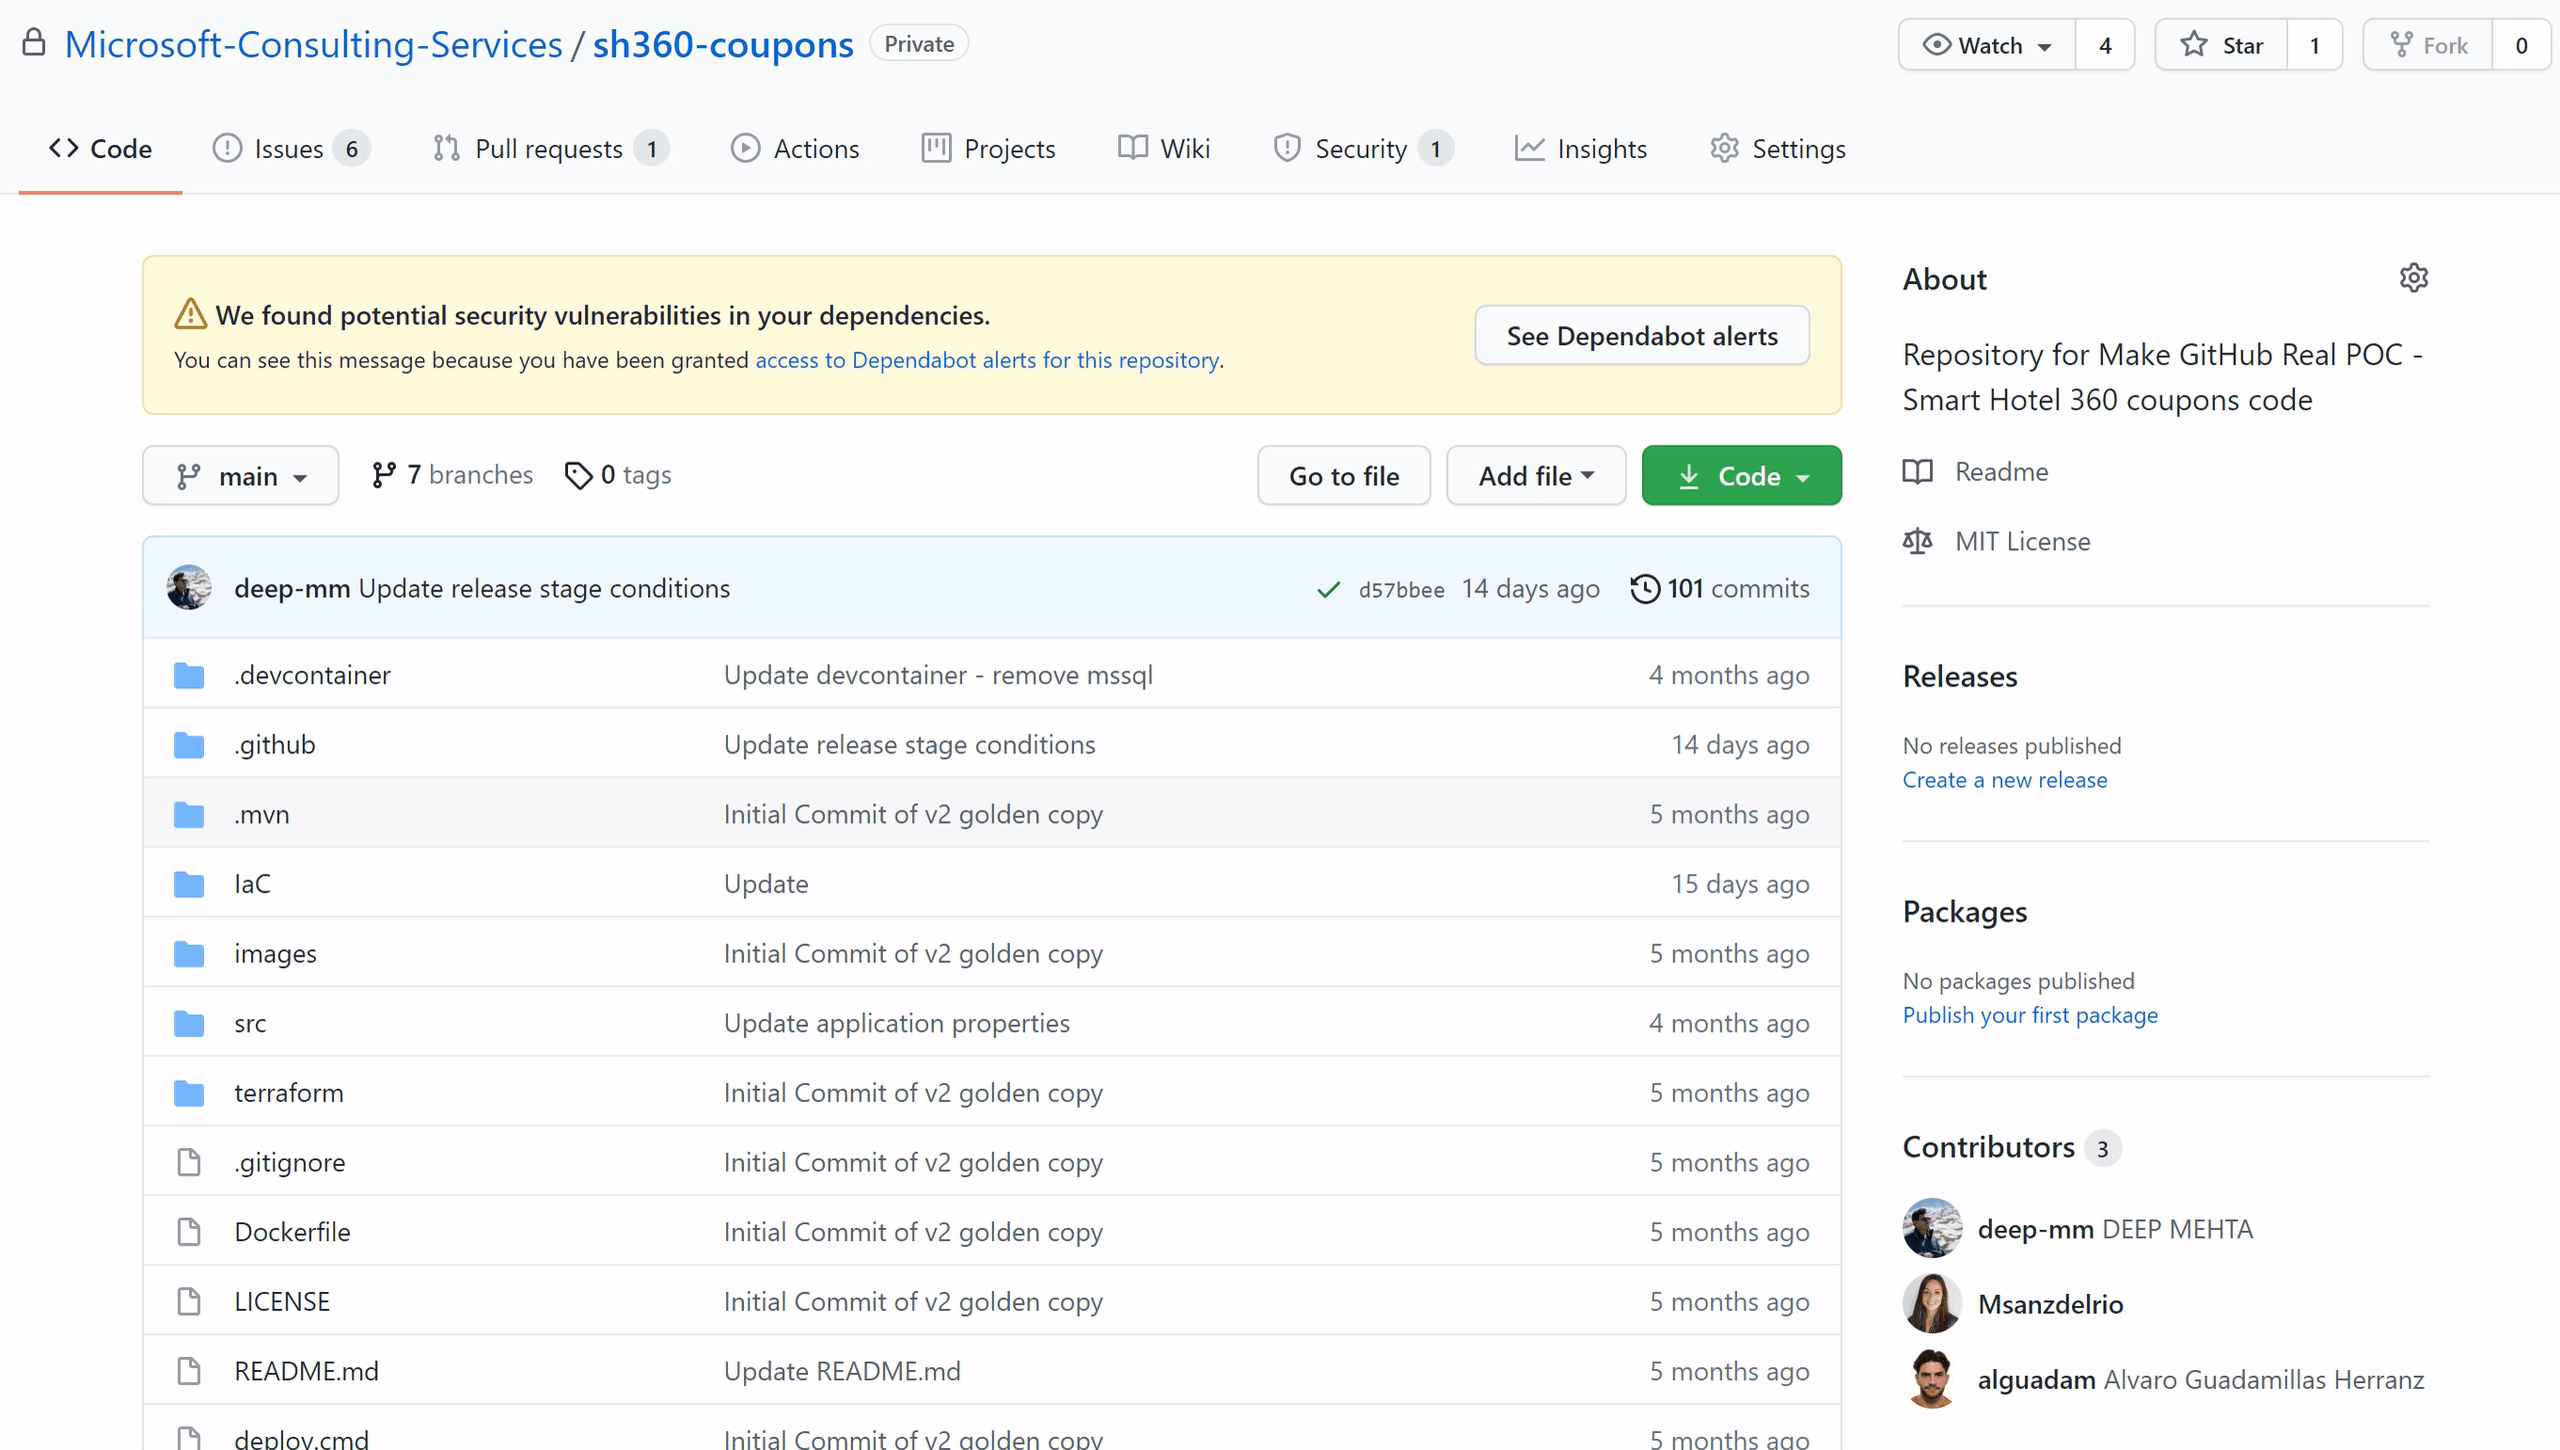 Microsoft-Consulting-Services / sh360-coupons Private
Watch 4 Star 1 Fork 0
Code Issues 6 Pull requests 1 Actions Projects Wiki Security 1 Insights Settings
We found potential security vulnerabilities in your dependencies.
You can see this message because you have been granted access to Dependabot alerts for this repository.
See Dependabot alerts
main 7 branches 0 tags
Go to file Add file Code
deep-mm Update release stage conditions d57bbee 14 days ago 101 commits
.devcontainer Update devcontainer - remove mssql 4 months ago
.github Update release stage conditions 14 days ago
.mvn Initial Commit of v2 golden copy 5 months ago
IaC Update 15 days ago
images Initial Commit of v2 golden copy 5 months ago
src Update application properties 4 months ago
terraform Initial Commit of v2 golden copy 5 months ago
.gitignore Initial Commit of v2 golden copy 5 months ago
Dockerfile Initial Commit of v2 golden copy 5 months ago
LICENSE Initial Commit of v2 golden copy 5 months ago
README.md Update README.md 5 months ago
deploy.cmd Initial Commit of v2 golden copy 5 months ago
About
Repository for Make GitHub Real POC -
Smart Hotel 360 coupons code
Readme
MIT License
Releases
No releases published
Create a new release
Packages
No packages published
Publish your first package
Contributors 3
deep-mm DEEP MEHTA
Msanzdelrio
alguadam Alvaro Guadamillas Herranz